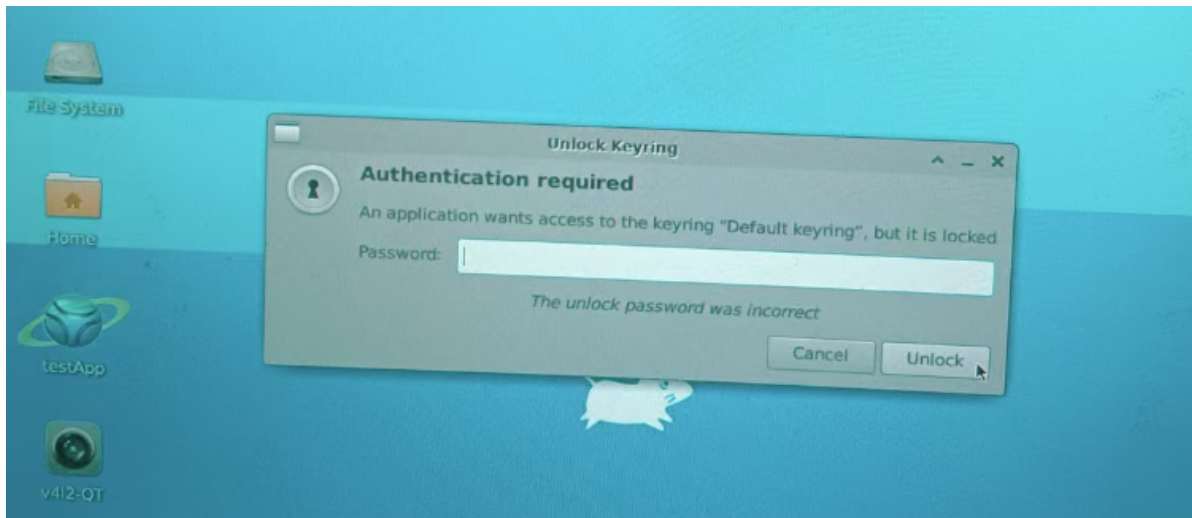 File System
Home
testApp
v4l2-QT
Unlock Keyring
Authentication required
An application wants access to the keyring "Default keyring", but it is locked
Password:
The unlock password was incorrect
Cancel
Unlock